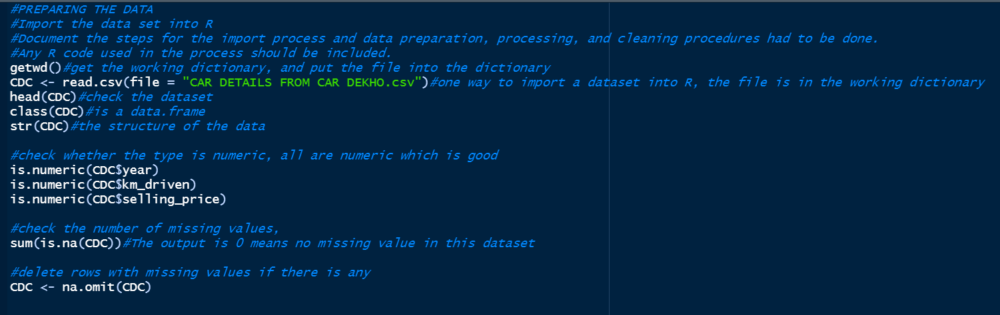 #PREPARING THE DATA
#Import the data set into R
#Document the steps for the import process and data preparation, processing, and cleaning procedures had to be done.
#Any R code used in the process should be included.
getwd()#get the working dictionary, and put the file into the dictionary
CDC <- read.csv(file = "CAR DETAILS FROM CAR DEKHO.csv")#one way to import a dataset into R, the file is in the working dictionary
head(CDC)#check the dataset
class(CDC)#is a data.frame
str(CDC)#the structure of the data
#check whether the type is numeric, all are numeric which is good
is.numeric(CDC$year)
is.numeric(CDC$km_driven)
is.numeric(CDC$selling_price)
#check the number of missing values,
sum(is.na(CDC))#The output is 0 means no missing value in this dataset
#delete rows with missing values if there is any
CDC <- na.omit(CDC)